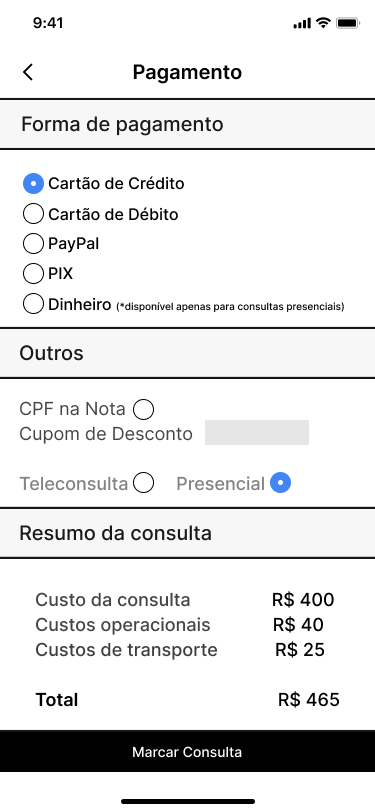 9:41
Pagamento
Forma de pagamento
Cartão de Crédito
Cartão de Débito
PayPal
PIX
Dinheiro (*disponível apenas para consultas presenciais)
Outros
CPF na Nota
Cupom de Desconto
Teleconsulta Presencial
Resumo da consulta
Custo da consulta R$ 400
Custos operacionais R$ 40
Custos de transporte R$ 25
Total R$ 465
Marcar Consulta